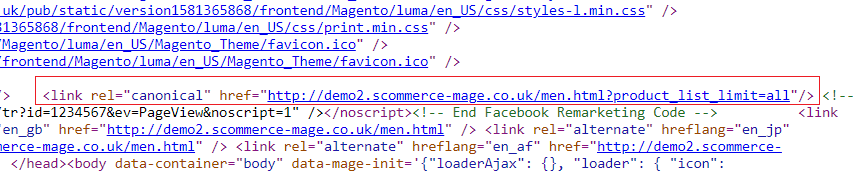 uk/pub/static/version1581365868/frontend/Magento/luma/en_US/css/styles-l.min.css" />
31365868/frontend/Magento/luma/en_US/css/print.min.css" />
/Magento/luma/en_US/Magento_Theme/favicon.ico" />
/frontend/Magento/luma/en_US/Magento_Theme/favicon.ico" />
/> <link rel="canonical" href="http://demo2.scommerce-mage.co.uk/men.html?product_list_limit=all"/> <!--
/tr?id=1234567&ev=PageView&noscript=1" /></noscript><!-- End Facebook Remarketing Code --> <link
"en_gb" href="http://demo2.scommerce-mage.co.uk/men.html" /> <link rel="alternate" hreflang="en_jp"
merce-mage.co.uk/men.html" /> <link rel="alternate" hreflang="en_af" href="http://demo2.scommerce-
</head><body data-container="body" data-mage-init='{"loaderAjax": {}, "loader": { "icon":